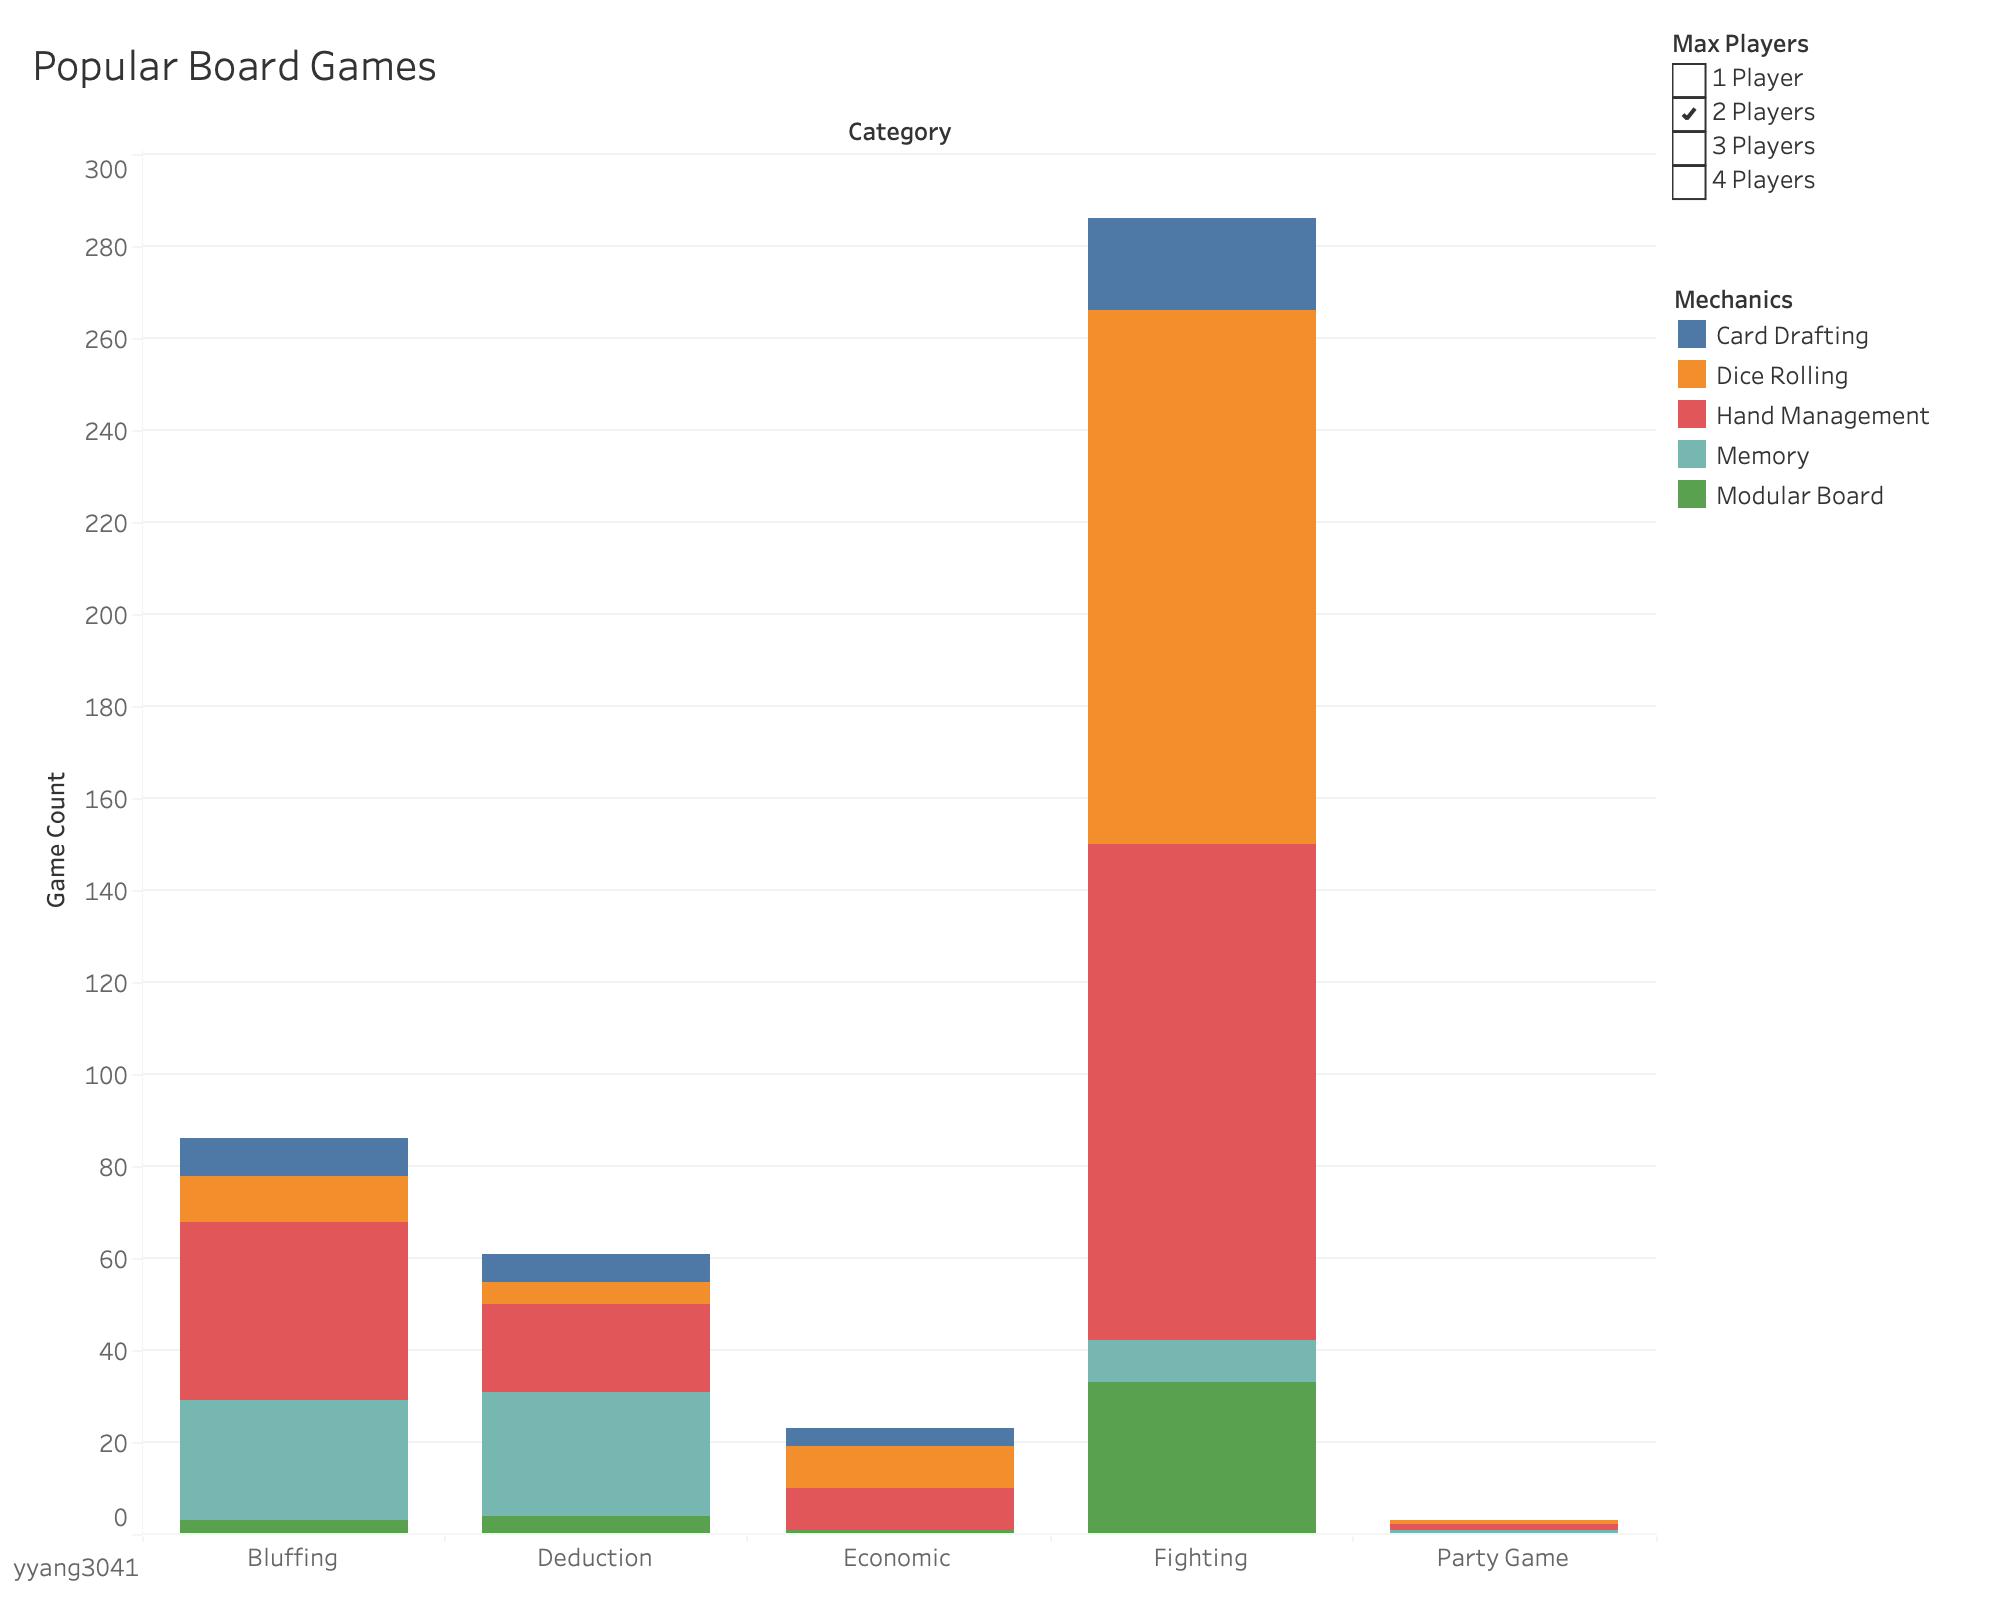 Popular Board Games
Max Players
1 Player
2 Players
3 Players
4 Players
Category
300
280
260
240
220
200
180
160
140
120
100
80
60
40
20
0
Game Count
Mechanics
Card Drafting
Dice Rolling
Hand Management
Memory
Modular Board
Bluffing
Deduction
Economic
Fighting
Party Game
yyang3041